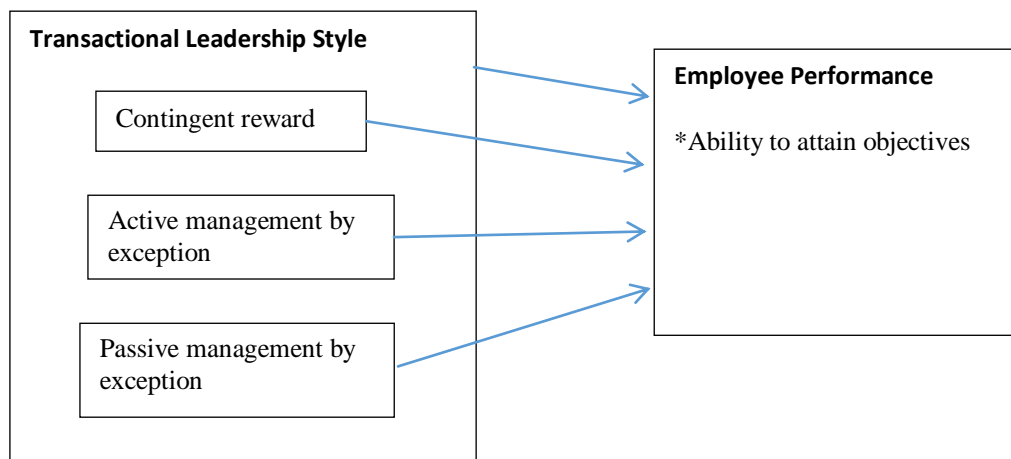 Transactional Leadership Style
Contingent reward
Active management by
exception
Passive management by
exception
Employee Performance
*Ability to attain objectives